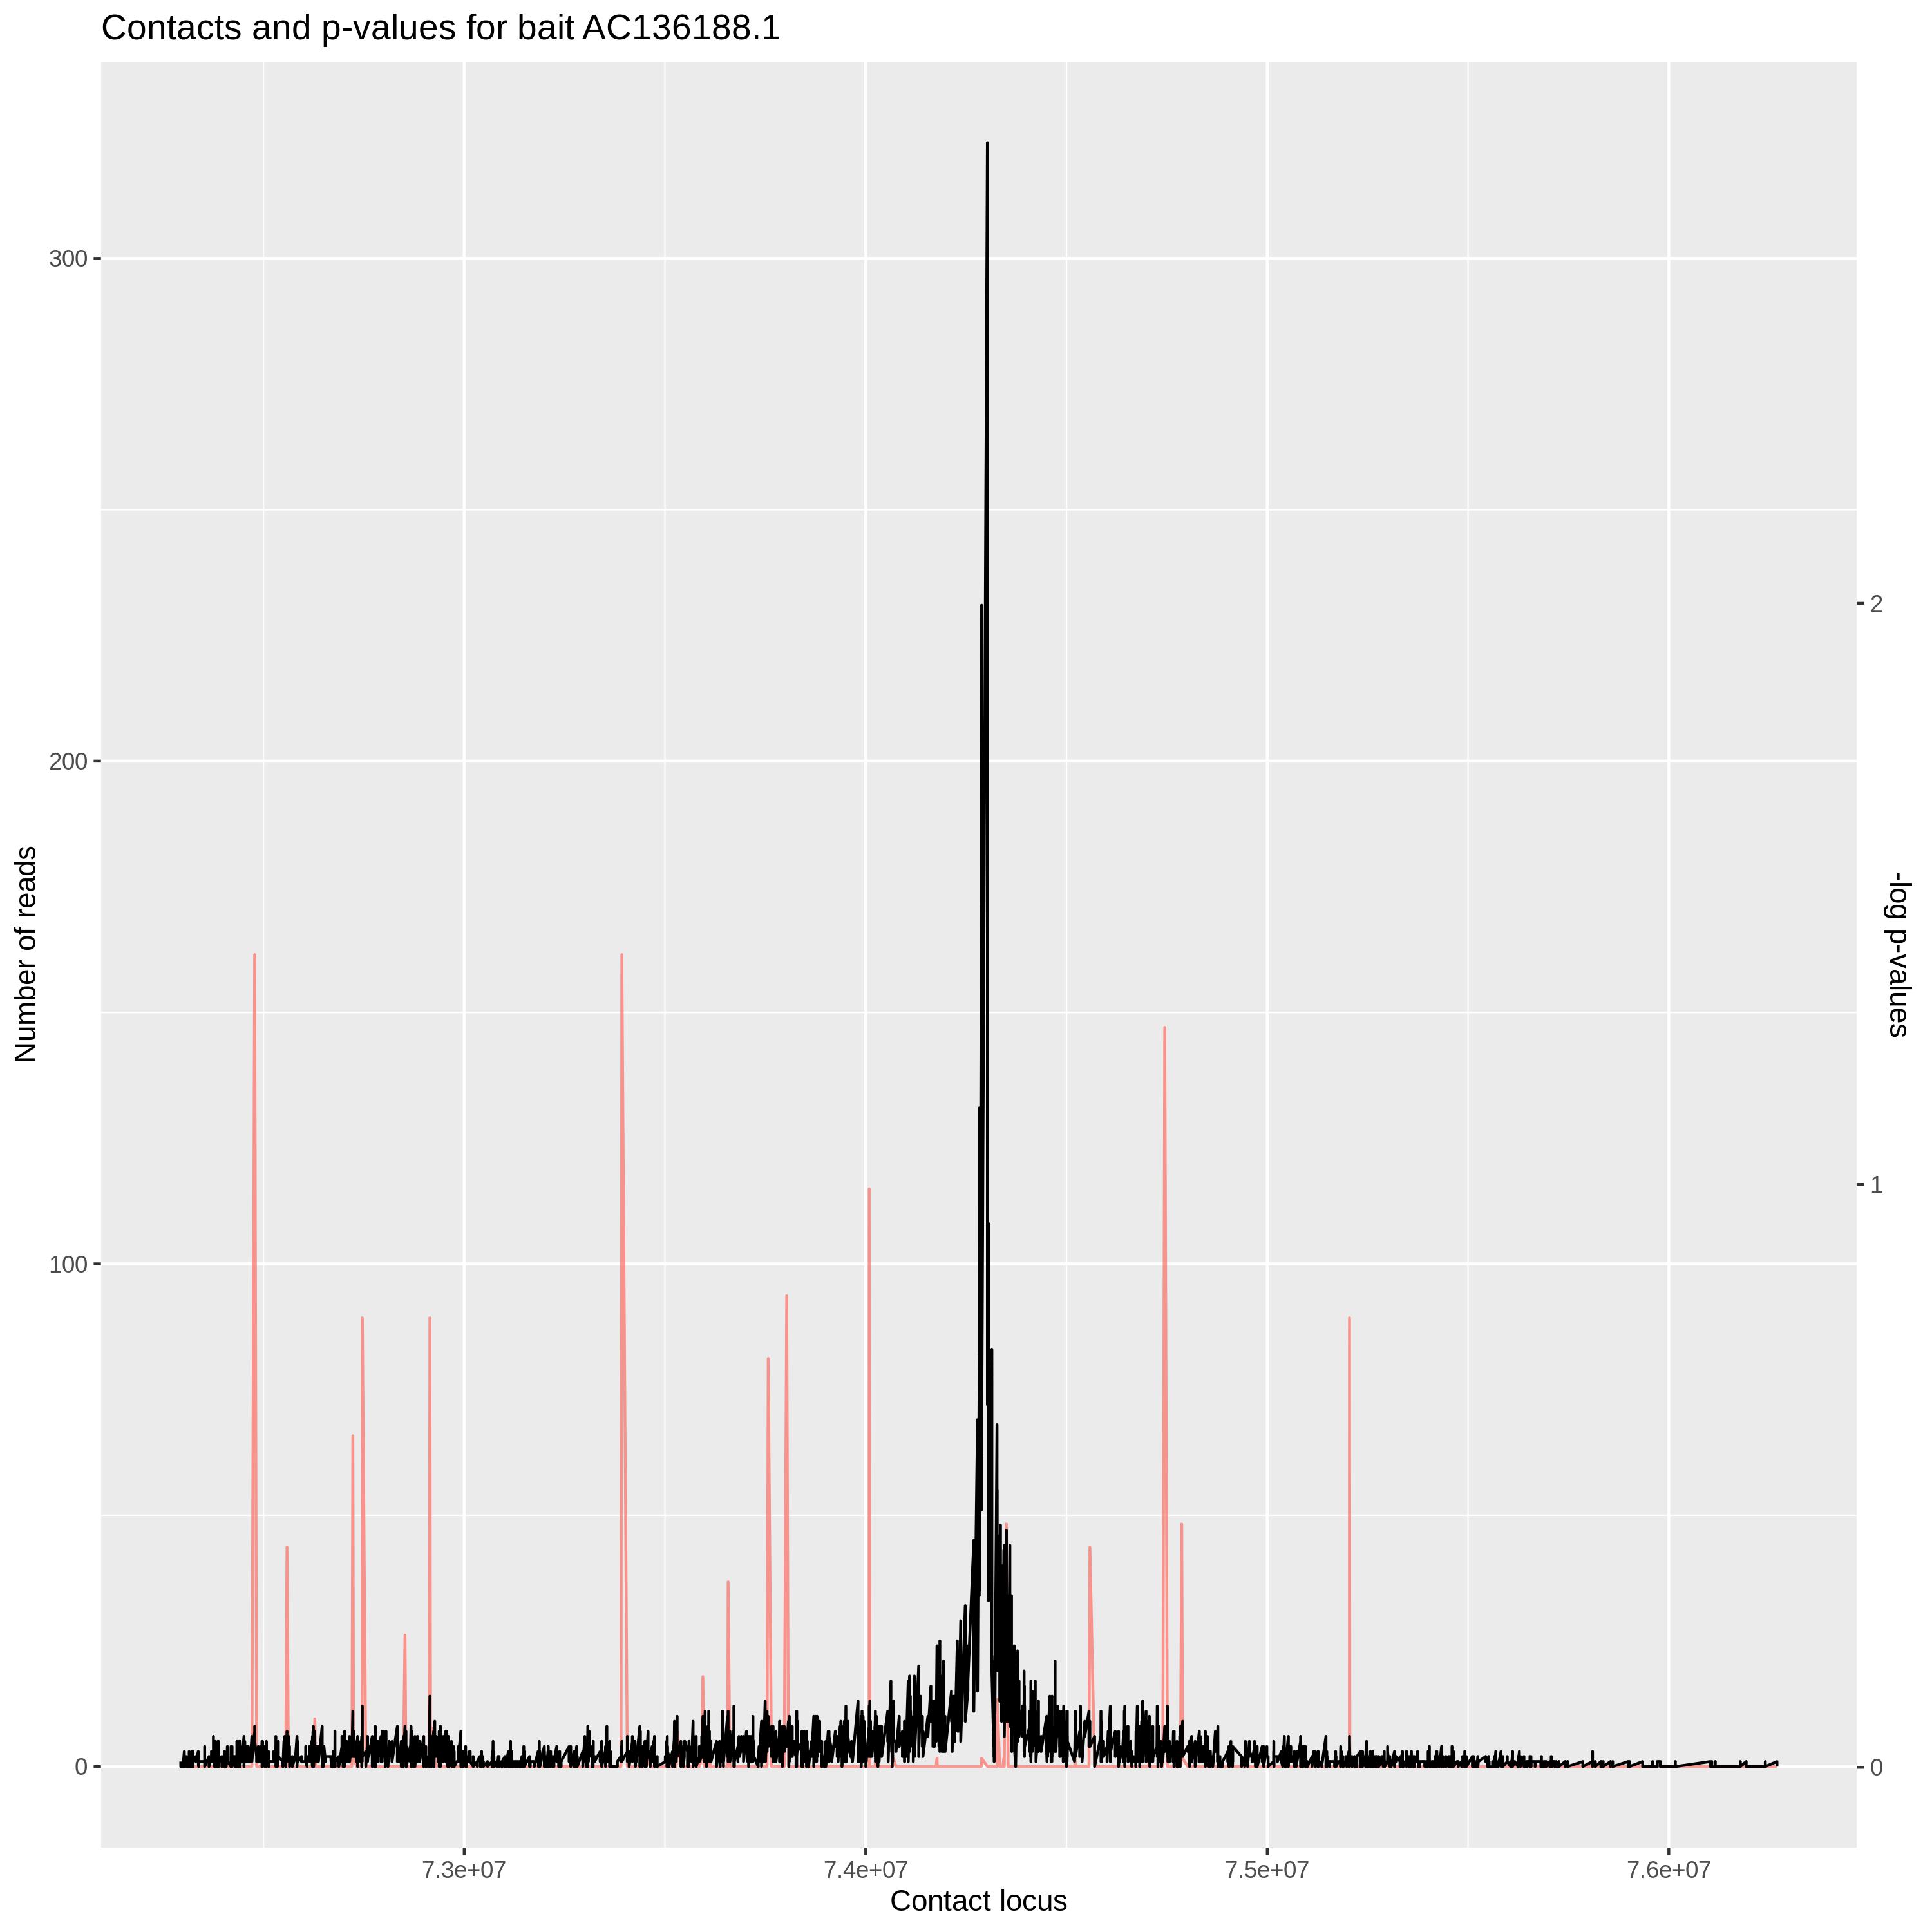 Contacts and p-values for bait AC136188.1
300
200
100
0
Number of reads
2
1
0
-log p-values
7.3e+07
7.4e+07
7.5e+07
7.6e+07
Contact locus